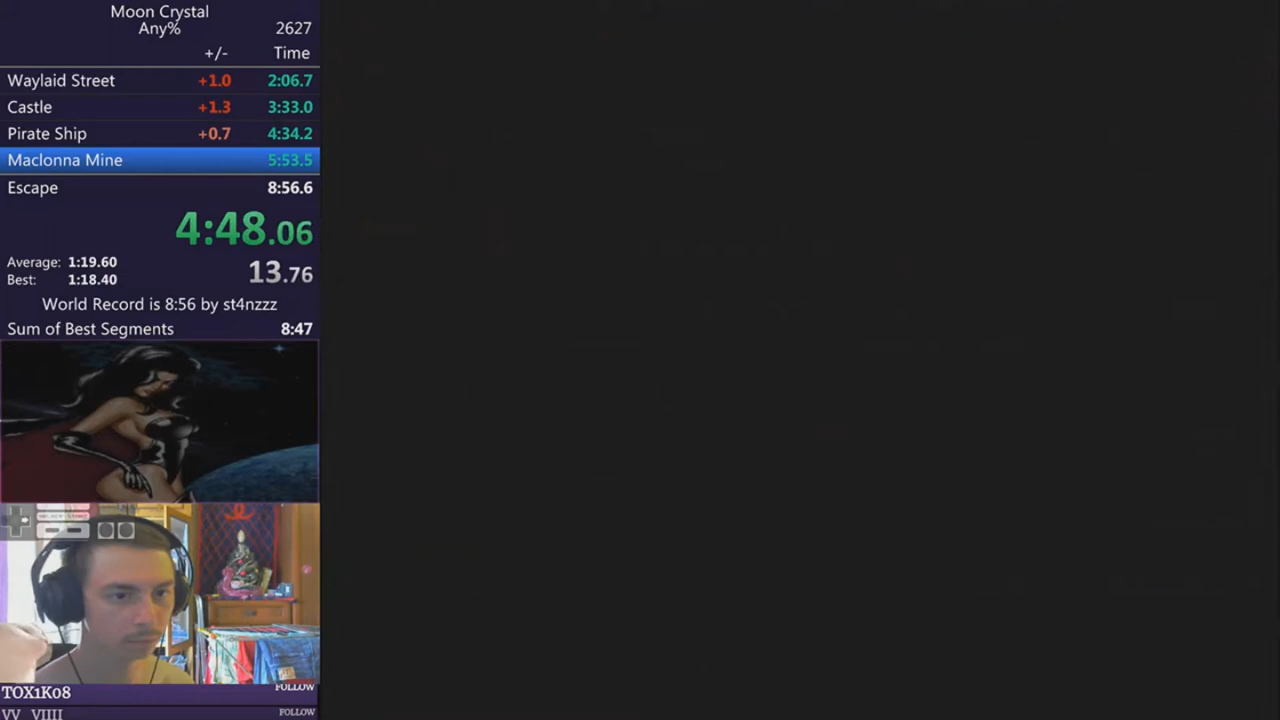 Moon Crystal
Any% 2627
+/- Time
Waylaid Street +1.0 2:06.7
Castle +1.3 3:33.0
Pirate Ship +0.7 4:34.2
Maclonna Mine 5:53.5
Escape 8:56.6
4:48.06
Average: 1:19.60
Best: 1:18.40
13.76
World Record is 8:56 by st4nzzz
Sum of Best Segments 8:47
TOX1K08 FOLLOW
VV_VIIII FOLLOW